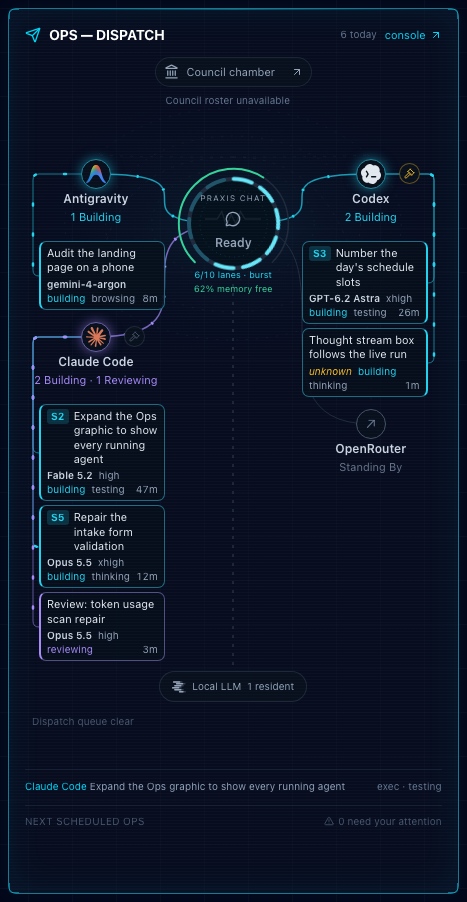 OPS — DISPATCH
6 today console
Council chamber
Council roster unavailable
PRAXIS CHAT
Ready
6/10 lanes · burst
62% memory free
Antigravity
1 Building
Audit the landing
page on a phone
gemini-4-argon
building browsing 8m
Claude Code
2 Building · 1 Reviewing
S2 Expand the Ops
graphic to show
every running
agent
Fable 5.2 high
building testing 47m
S5 Repair the
intake form
validation
Opus 5.5 xhigh
building thinking 12m
Review: token usage
scan repair
Opus 5.5 high
reviewing 3m
Codex
2 Building
S3 Number the
day's schedule
slots
GPT-6.2 Astra xhigh
building testing 26m
Thought stream box
follows the live run
unknown building
thinking 1m
OpenRouter
Standing By
Local LLM 1 resident
Dispatch queue clear
Claude Code Expand the Ops graphic to show every running agent exec · testing
NEXT SCHEDULED OPS 0 need your attention